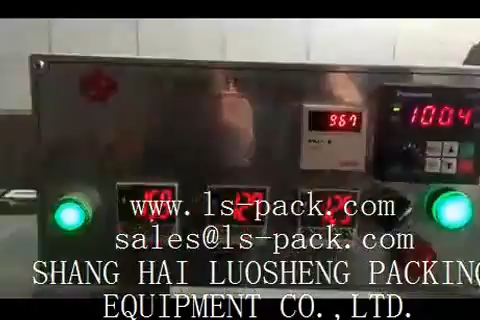 967
Panasonic
1004
www.ls-pack.com
sales@ls-pack.com
SHANG HAI LUOSHENG PACKING
EQUIPMENT CO.,LTD.